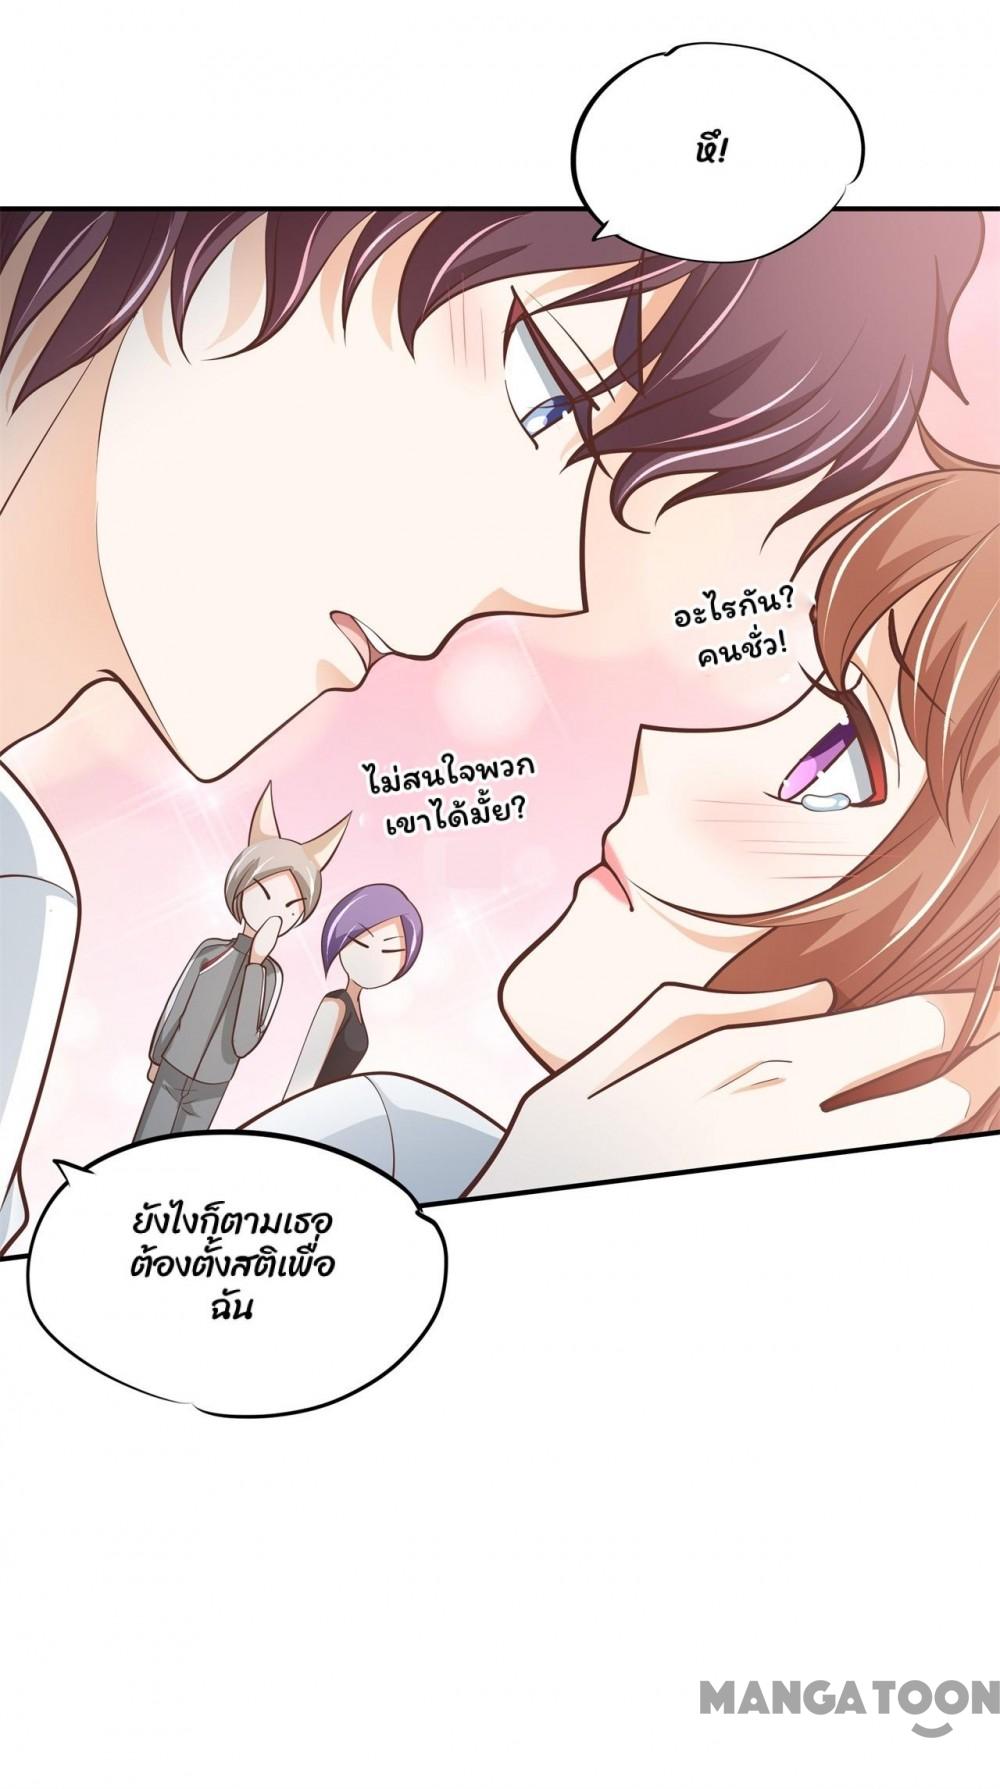 หึ!
อะไรกัน?
คนชั่ว!
ไม่สนใจพวก
เขาได้มั้ย?
ยังไงก็ตามเธอ
ต้องตั้งสติเพื่อ
ฉัน
MANGATOON